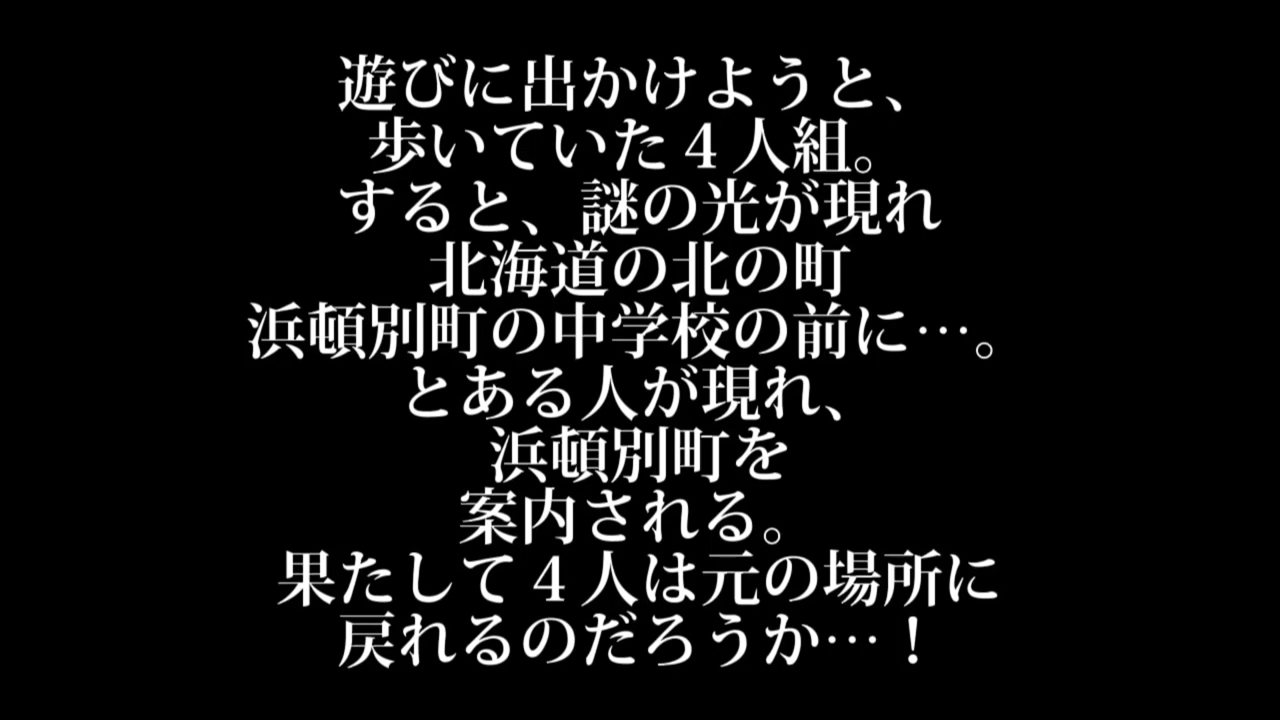 遊びに出かけようと、
歩いていた４人組。
すると、謎の光が現れ
北海道の北の町
浜頓別町の中学校の前に…。
とある人が現れ、
浜頓別町を
案内される。
果たして４人は元の場所に
戻れるのだろうか…！